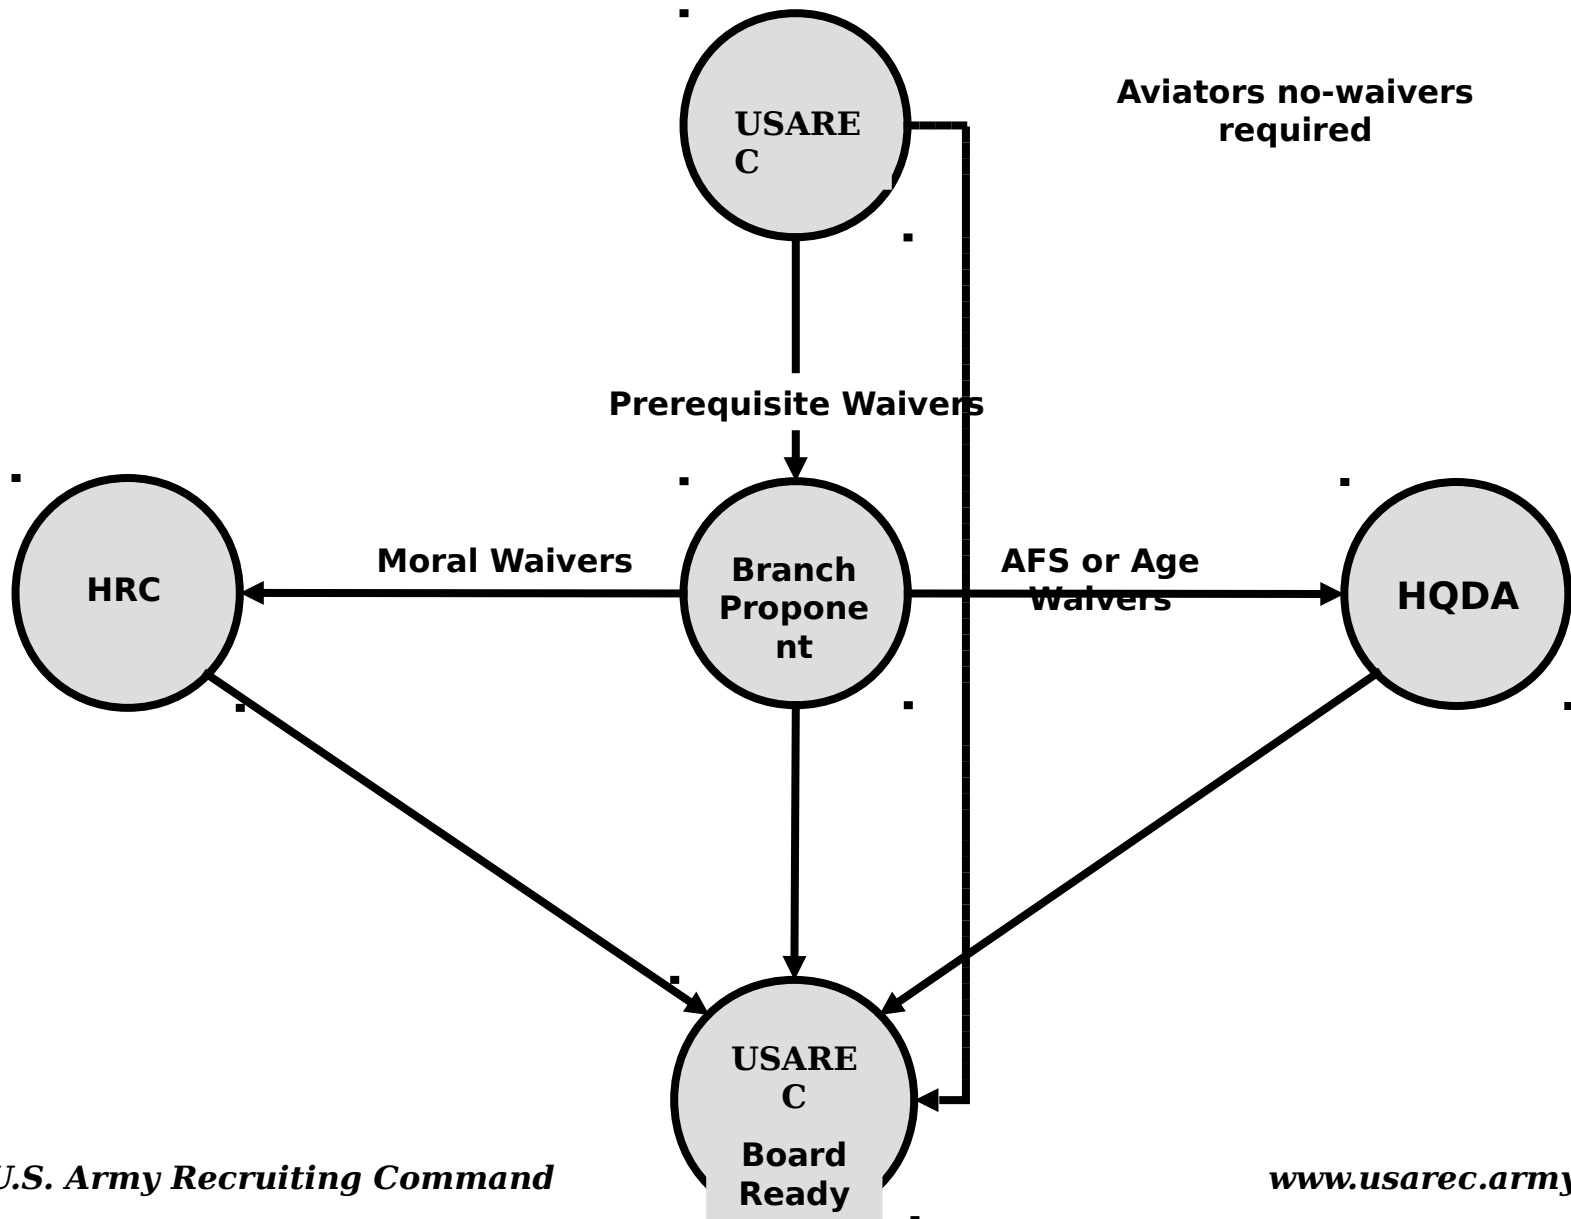 USARE
C
Aviators no-waivers
required
Prerequisite Waivers
Moral Waivers
AFS or Age
Waivers
HRC
Branch
Propone
nt
HQDA
USARE
C
Board
Ready
U.S. Army Recruiting Command
www.usarec.army